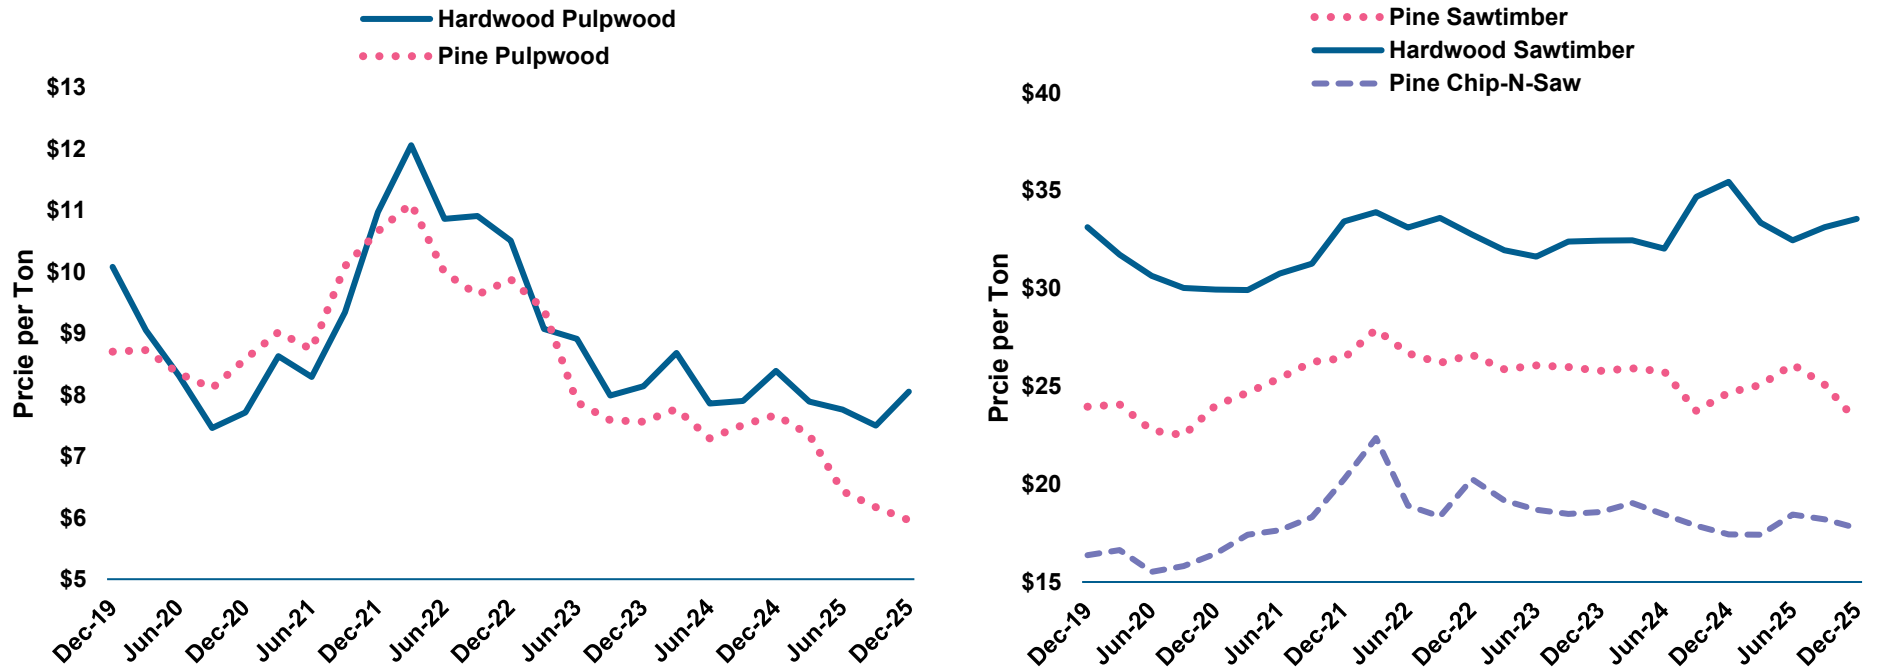 Hardwood Pulpwood
Pine Pulpwood
$13
$12
$11
$10
$9
$8
$7
$6
$5
Prcie per Ton
Dec-19
Jun-20
Dec-20
Jun-21
Dec-21
Jun-22
Dec-22
Jun-23
Dec-23
Jun-24
Dec-24
Jun-25
Dec-25
Pine Sawtimber
Hardwood Sawtimber
Pine Chip-N-Saw
$40
$35
$30
$25
$20
$15
Prcie per Ton
Dec-19
Jun-20
Dec-20
Jun-21
Dec-21
Jun-22
Dec-22
Jun-23
Dec-23
Jun-24
Dec-24
Jun-25
Dec-25